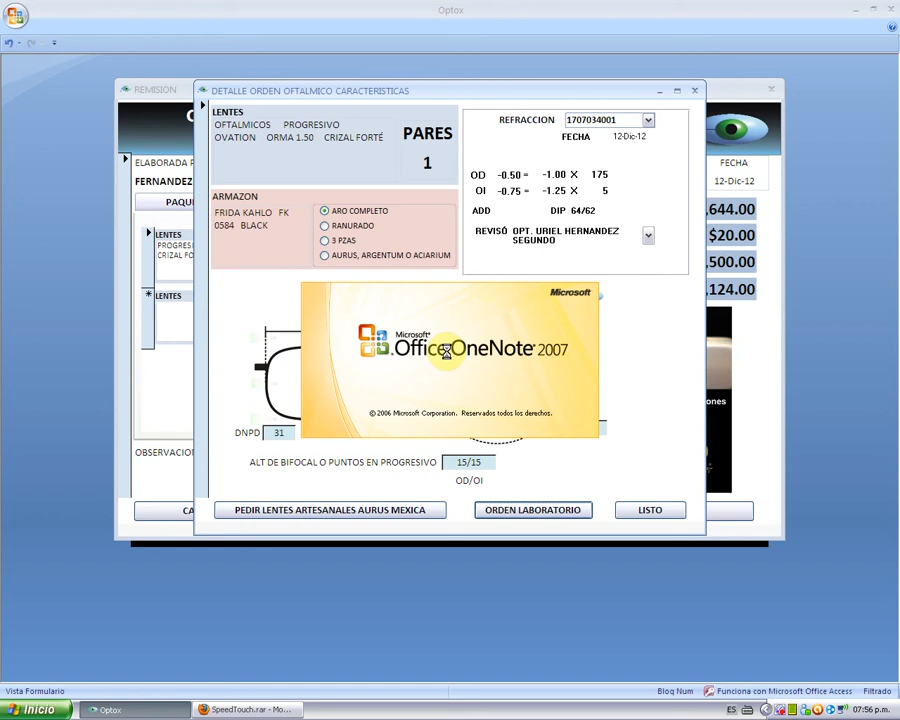 Optox
REMISION
DETALLE ORDEN OFTALMICO CARACTERISTICAS
ELABORADA
FERNANDEZ
LENTES
OFTALMICOS PROGRESIVO
OVATION ORMA 1.50 CRIZAL FORTÉ
PARES
1
REFRACCION 1707034001
FECHA 12-Dic-12
OD -0.50 = -1.00 X 175
OI -0.75 = -1.25 X 5
ADD DIP 64/62
REVISÓ OPT. URIEL HERNANDEZ
SEGUNDO
ARMAZON
FRIDA KAHLO FK
0584 BLACK
ARO COMPLETO
RANURADO
3 PZAS
AURUS, ARGENTUM O ACIARIUM
FECHA
12-Dic-12
,644.00
$20.00
,500.00
,124.00
LENTES
PROGRES
CRIZAL FO
LENTES
Microsoft
Microsoft
Office OneNote 2007
© 2006 Microsoft Corporation. Reservados todos los derechos.
ones
DNPD 31
ALT DE BIFOCAL O PUNTOS EN PROGRESIVO 15/15
OD/OI
OBSERVACION
PEDIR LENTES ARTESANALES AURUS MEXICA
ORDEN LABORATORIO
LISTO
CA
Vista Formulario
Bloq Num Funciona con Microsoft Office Access Filtrado
Inicio
Optox
SpeedTouch.rar - Mo...
ES
07:56 p.m.